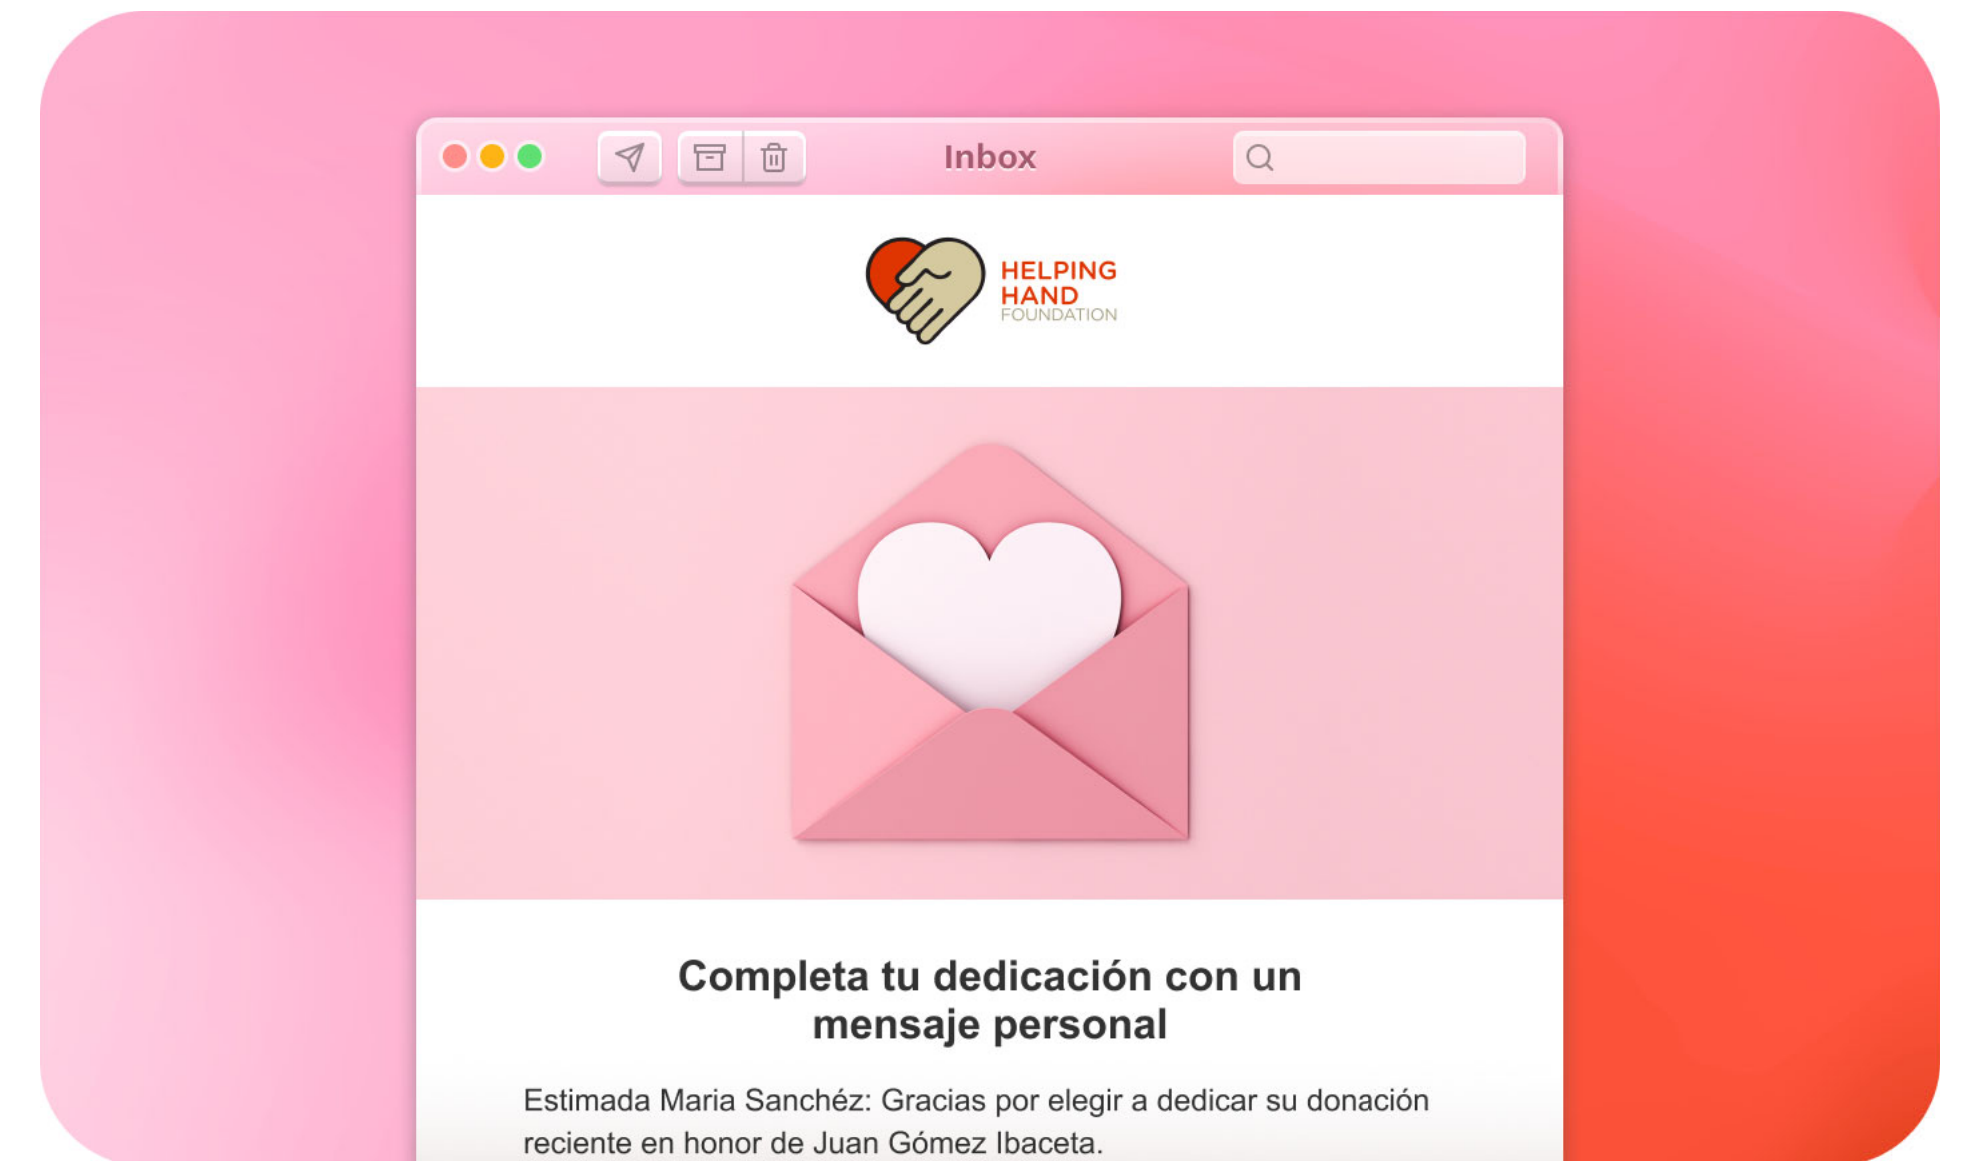 Inbox
HELPING
HAND
FOUNDATION
Completa tu dedicación con un
mensaje personal
Estimada Maria Sanchéz: Gracias por elegir a dedicar su donación
reciente en honor de Juan Gómez Ibaceta.